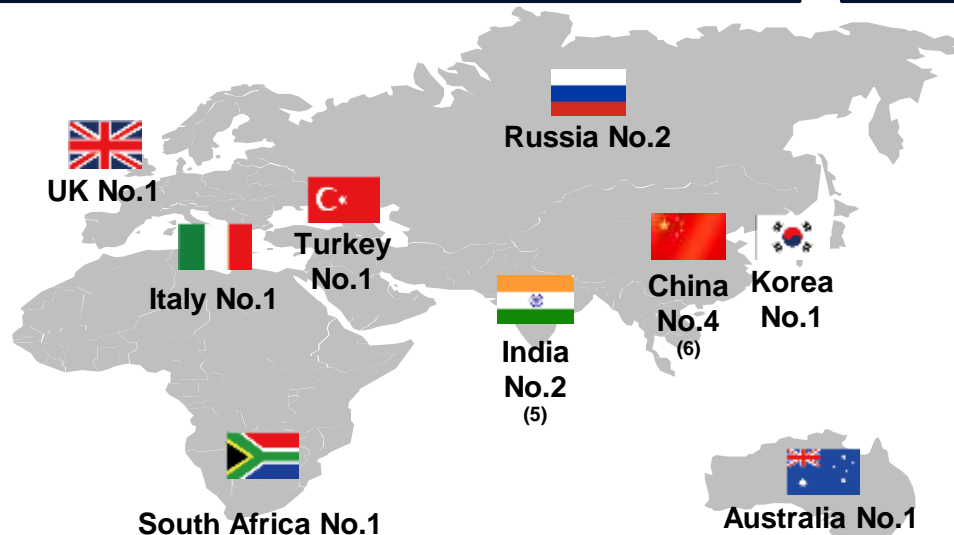 Russia No.2
UK No.1
Turkey
No.1
Italy No.1
China
No.4
(6)
Korea
No.1
India
No.2
(5)
South Africa No.1
Australia No.1